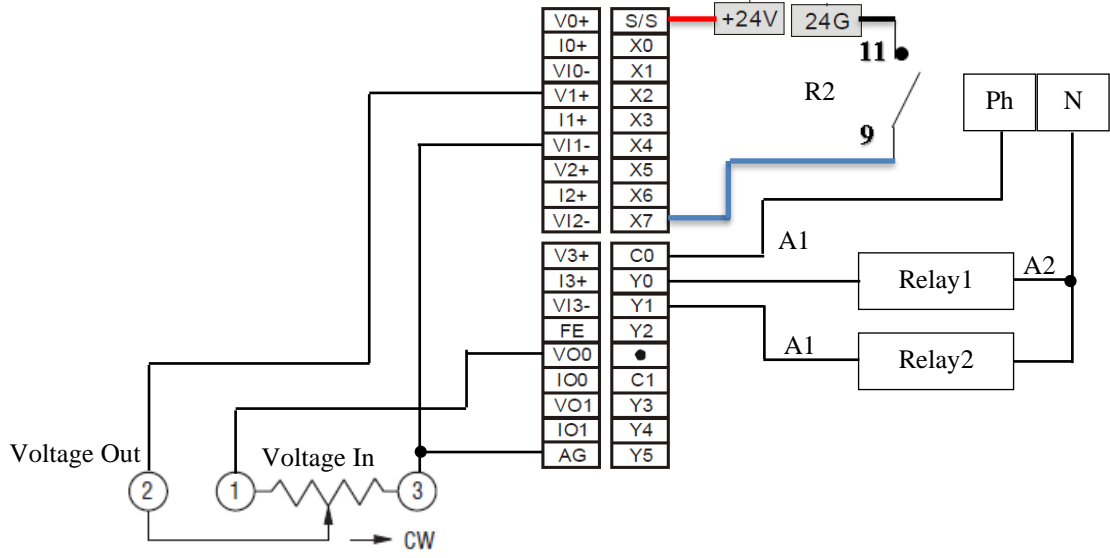 V0+ S/S +24V 24G
I0+ X0 11
VI0- X1
V1+ X2 R2 Ph N
I1+ X3
VI1- X4 9
V2+ X5
I2+ X6
VI2- X7
V3+ C0 A1
I3+ Y0 Relay1 A2
VI3- Y1
FE Y2
VO0 ● A1 Relay2
IO0 C1
VO1 Y3
IO1 Y4
Voltage Out Voltage In AG Y5
2 1 3
CW